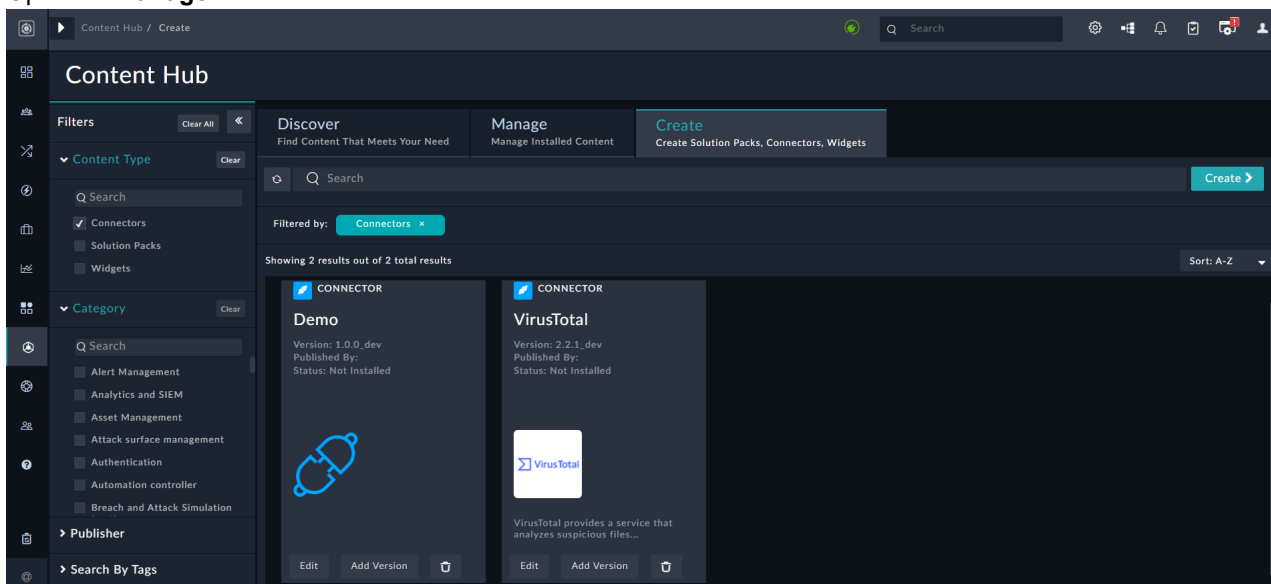 Content Hub / Create
Search
Content Hub
Filters
Clear All
Content Type
Clear
Search
Connectors
Solution Packs
Widgets
Category
Clear
Search
Alert Management
Analytics and SIEM
Asset Management
Attack surface management
Authentication
Automation controller
Breach and Attack Simulation
Publisher
Search By Tags
Discover
Find Content That Meets Your Need
Manage
Manage Installed Content
Create
Create Solution Packs, Connectors, Widgets
Search
Create
Filtered by:
Connectors ×
Showing 2 results out of 2 total results
Sort: A-Z
CONNECTOR
Demo
Version: 1.0.0_dev
Published By:
Status: Not Installed
Edit
Add Version
CONNECTOR
VirusTotal
Version: 2.2.1_dev
Published By:
Status: Not Installed
VirusTotal
VirusTotal provides a service that
analyzes suspicious files...
Edit
Add Version